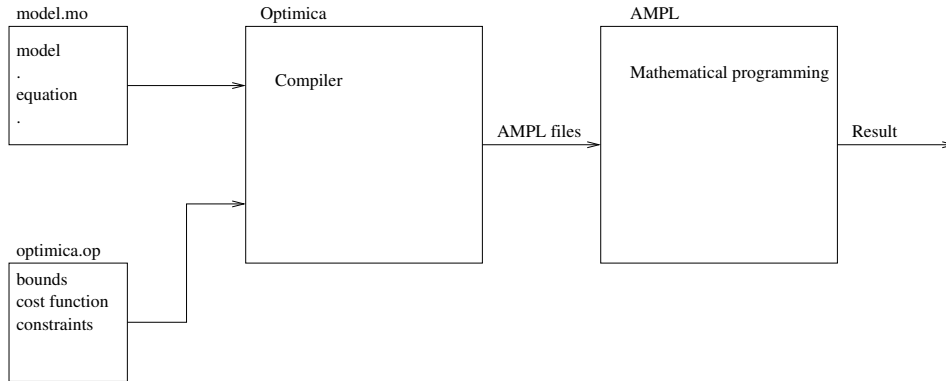 model.mo
model
.
equation
.
optimica.op
bounds
cost function
constraints
Optimica
Compiler
AMPL files
AMPL
Mathematical programming
Result